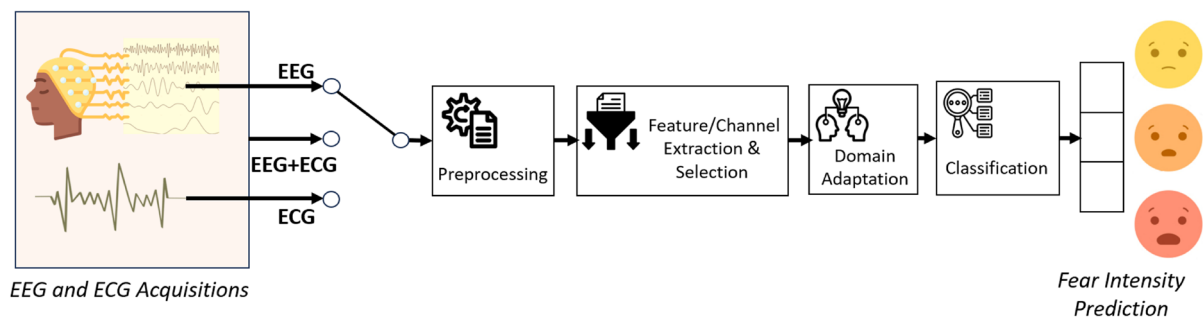 EEG
EEG+ECG
ECG
EEG and ECG Acquisitions
Preprocessing
Feature/Channel
Extraction &
Selection
Domain
Adaptation
Classification
Fear Intensity
Prediction